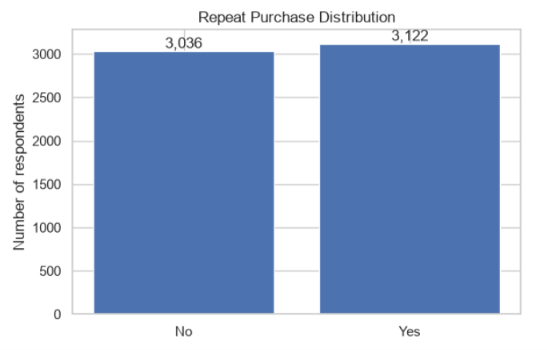 Repeat Purchase Distribution
3,036
3,122
3000
2500
2000
1500
1000
500
0
Number of respondents
No
Yes